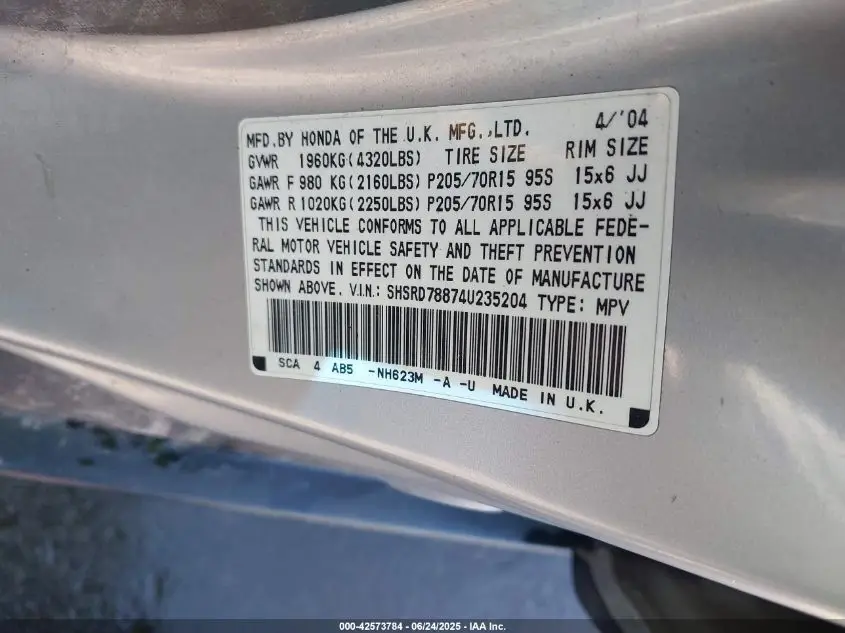 MFD.BY HONDA OF THE U.K. MFG.,LTD. 4/'04
GVWR 1960KG(4320LBS) TIRE SIZE RIM SIZE
GAWR F 980 KG(2160LBS) P205/70R15 95S 15x6 JJ
GAWR R 1020KG(2250LBS) P205/70R15 95S 15x6 JJ
THIS VEHICLE CONFORMS TO ALL APPLICABLE FEDE-
RAL MOTOR VEHICLE SAFETY AND THEFT PREVENTION
STANDARDS IN EFFECT ON THE DATE OF MANUFACTURE
SHOWN ABOVE. V.I.N.: SHSRD78874U235204 TYPE: MPV
SCA 4 AB5 -NH623M -A -U MADE IN U.K.
000-42573784 - 06/24/2025 - IAA Inc.